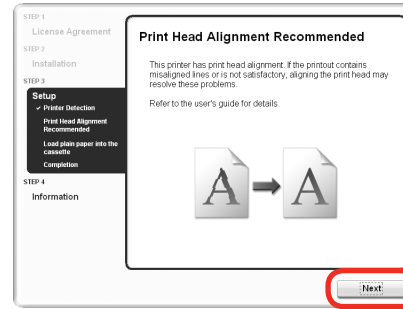 STEP 1
License Agreement
STEP 2
Installation
STEP 3
Setup
✓ Printer Detection
Print Head Alignment
Recommended
Load plain paper into the
cassette
Completion
STEP 4
Information
Print Head Alignment Recommended
This printer has print head alignment. If the printout contains
misaligned lines or is not satisfactory, aligning the print head may
resolve these problems.
Refer to the user's guide for details.
A A
Next